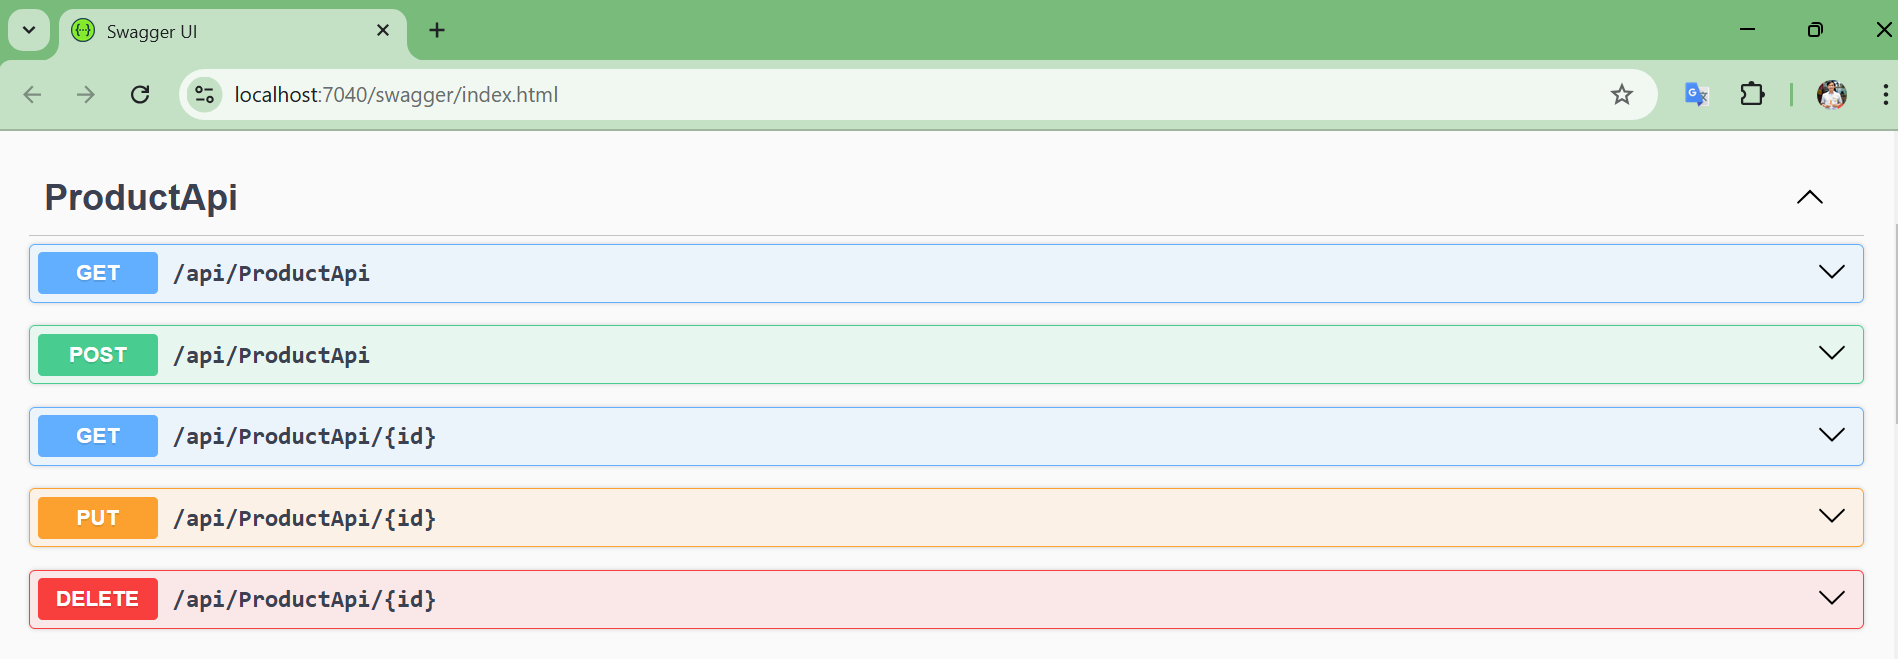 Swagger UI
localhost:7040/swagger/index.html
ProductApi
GET /api/ProductApi
POST /api/ProductApi
GET /api/ProductApi/{id}
PUT /api/ProductApi/{id}
DELETE /api/ProductApi/{id}